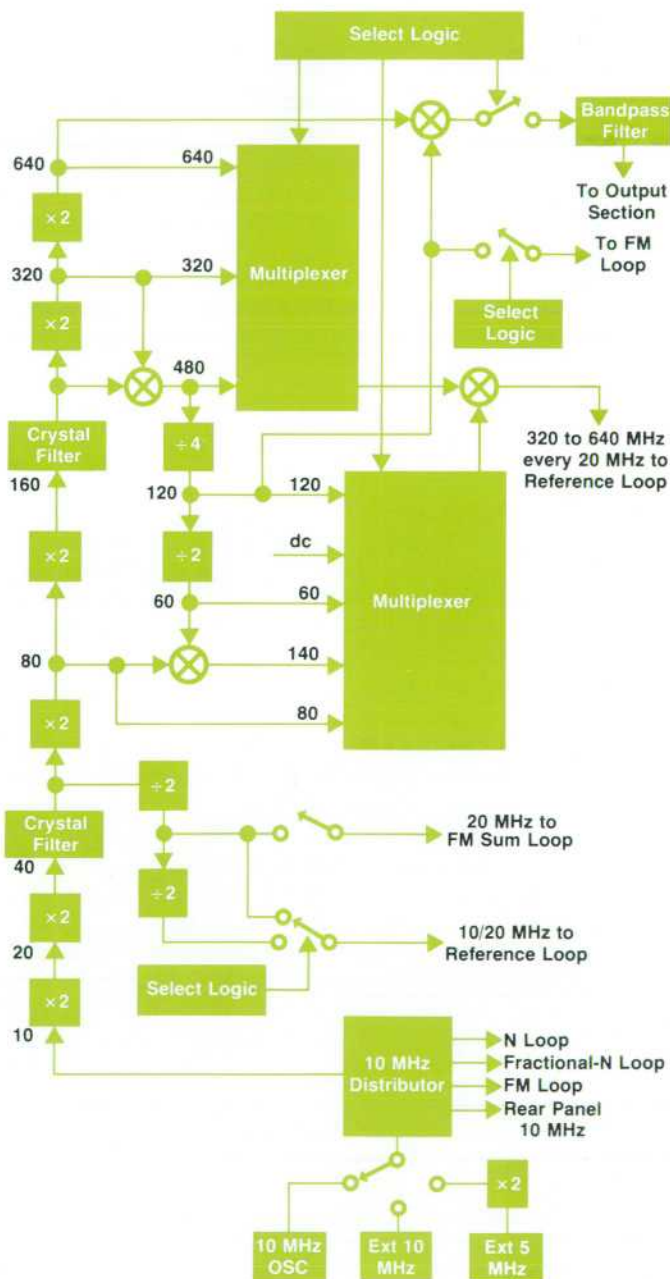 Select Logic
Bandpass
Filter
640
640
To Output
Section
×2
To FM
Loop
320
320
Multiplexer
×2
Select
Logic
480
Crystal
Filter
÷4
320 to 640 MHz
every 20 MHz to
Reference Loop
160
120
120
×2
÷2
dc
60
60
Multiplexer
80
140
80
×2
÷2
20 MHz to
FM Sum Loop
Crystal
Filter
40
÷2
×2
10/20 MHz to
Reference Loop
20
Select Logic
×2
10
10 MHz
Distributor
N Loop
Fractional-N Loop
FM Loop
Rear Panel
10 MHz
×2
10 MHz
OSC
Ext 10
MHz
Ext 5
MHz